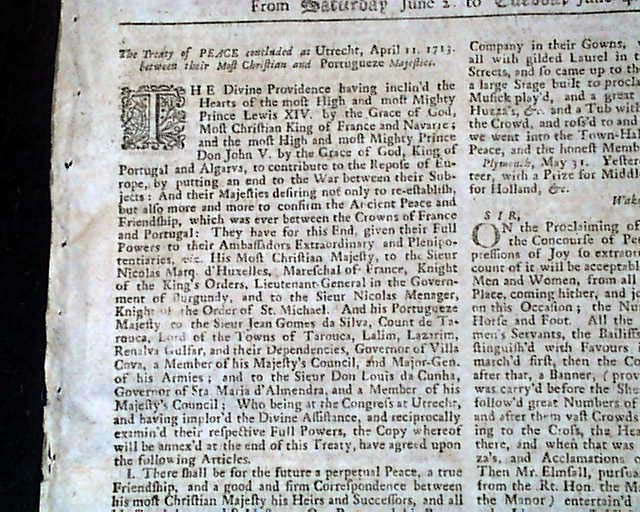 From Saturday June 2. to Tuesday June
The Treaty of PEACE concluded at Utrecht, April 11. 1713.
between their Most Christian and Portugueze Majesties.
THE Divine Providence having inclin'd the
Hearts of the moſt High and moſt Mighty
Prince Lewis XIV. by the Grace of God,
Moſt Chriſtian King of France and Navarre;
and the moſt High and moſt Mighty Prince
Don John V. by the Grace of God, King of
Portugal and Algarva, to contribute to the Repoſe of Eu-
rope, by putting an end to the War between their Sub-
jects: And their Majeſties deſiring not only to re-eſtabliſh,
but alſo more and more to confirm the Ancient Peace and
Friendſhip, which was ever between the Crowns of France
and Portugal: They have for this End, given their Full
Powers to their Ambaſſadors Extraordinary and Plenipo-
tentiaries, viz. His Moſt Chriſtian Majeſty, to the Sieur
Nicolas Marq. d'Huxelles, Mareſchal of France, Knight
of the King's Orders, Lieutenant-General in the Govern-
ment of Burgundy, and to the Sieur Nicolas Menager,
Knight of the Order of St. Michael. And his Portugueze
Majeſty to the Sieur Jean Gomes da Silva, Count de Ta-
rouca, Lord of the Towns of Tarouca, Lalim, Lazarim,
Renalva Gulfar, and their Dependencies, Governor of Villa
Cova, a Member of his Majeſty's Council, and Major-Gen.
of his Armies; and to the Sieur Don Louis da Cunha,
Governor of Sta Maria d'Almendra, and a Member of his
Majeſty's Council; Who being at the Congreſs at Utrecht,
and having implor'd the Divine Aſſiſtance, and reciprocally
examin'd their reſpective Full Powers, the Copy whereof
will be annex'd at the end of this Treaty, have agreed upon
the following Articles.
I. There ſhall be for the future a perpetual Peace, a true
Friendſhip, and a good and firm Correſpondence between
his moſt Chriſtian Majeſty his Heirs and Succeſſors, and all
Company in their Gowns,
all with gilded Laurel in
Streets, and ſo came up to the
a large Stage built to
Muſick play'd, and a great
Huzza's, &c. and a Tub
the Crowd, and toſs'd to and
we went into the Town-Hal
Peace, and the honeſt Memb
Plymouth, May 31. Yeſter
teer, with a Prize for Middle
for Holland, &c.
Wake
SIR,
ON the Proclaiming of
the Concourſe of Pe
preſſions of Joy ſo extraor
count of it will be acceptab
Men and Women, from all
Place, coming hither, and
on this Occaſion; the Nu
Horſe and Foot. All the
men's Servants, the Bailiffs
ſtinguiſh'd with Favours
march'd firſt, then the Co
after that, a Banner, (prov
was carry'd before the She
follow'd great Numbers of
and after them vaſt Crowds
ing to the Croſs, the Hea
there, and when that was
za's, and Acclamations
Then Mr. Elmſall, purſua
from the Rt. Hon. the M
the Manor) entertain'd